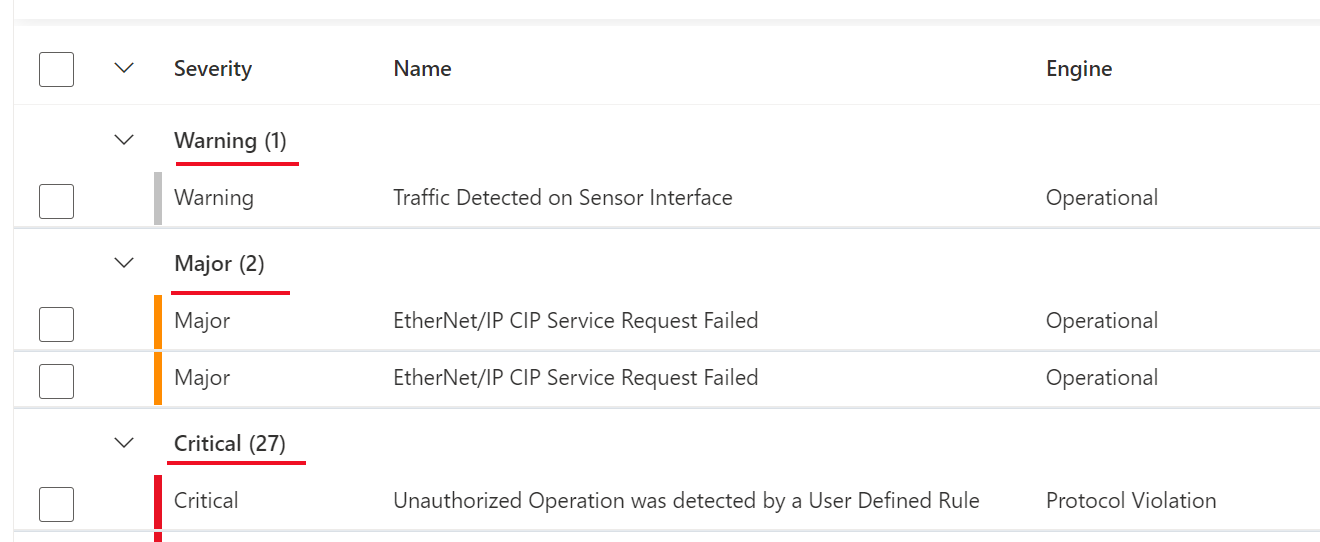 Severity Name Engine
Warning (1)
Warning Traffic Detected on Sensor Interface Operational
Major (2)
Major EtherNet/IP CIP Service Request Failed Operational
Major EtherNet/IP CIP Service Request Failed Operational
Critical (27)
Critical Unauthorized Operation was detected by a User Defined Rule Protocol Violation